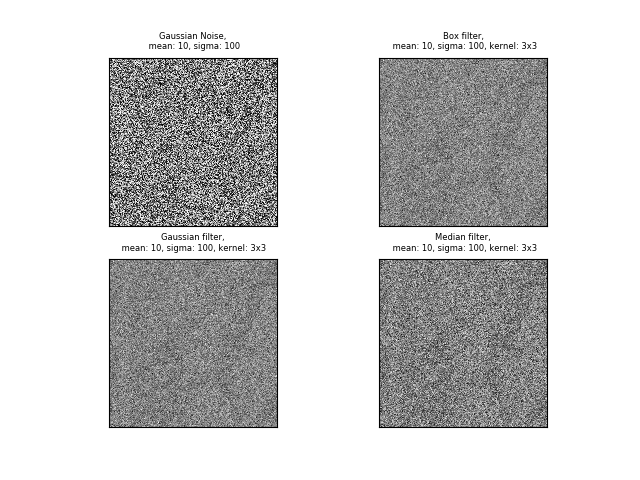 Gaussian Noise,
mean: 10, sigma: 100
Box filter,
mean: 10, sigma: 100, kernel: 3x3
Gaussian filter,
mean: 10, sigma: 100, kernel: 3x3
Median filter,
mean: 10, sigma: 100, kernel: 3x3